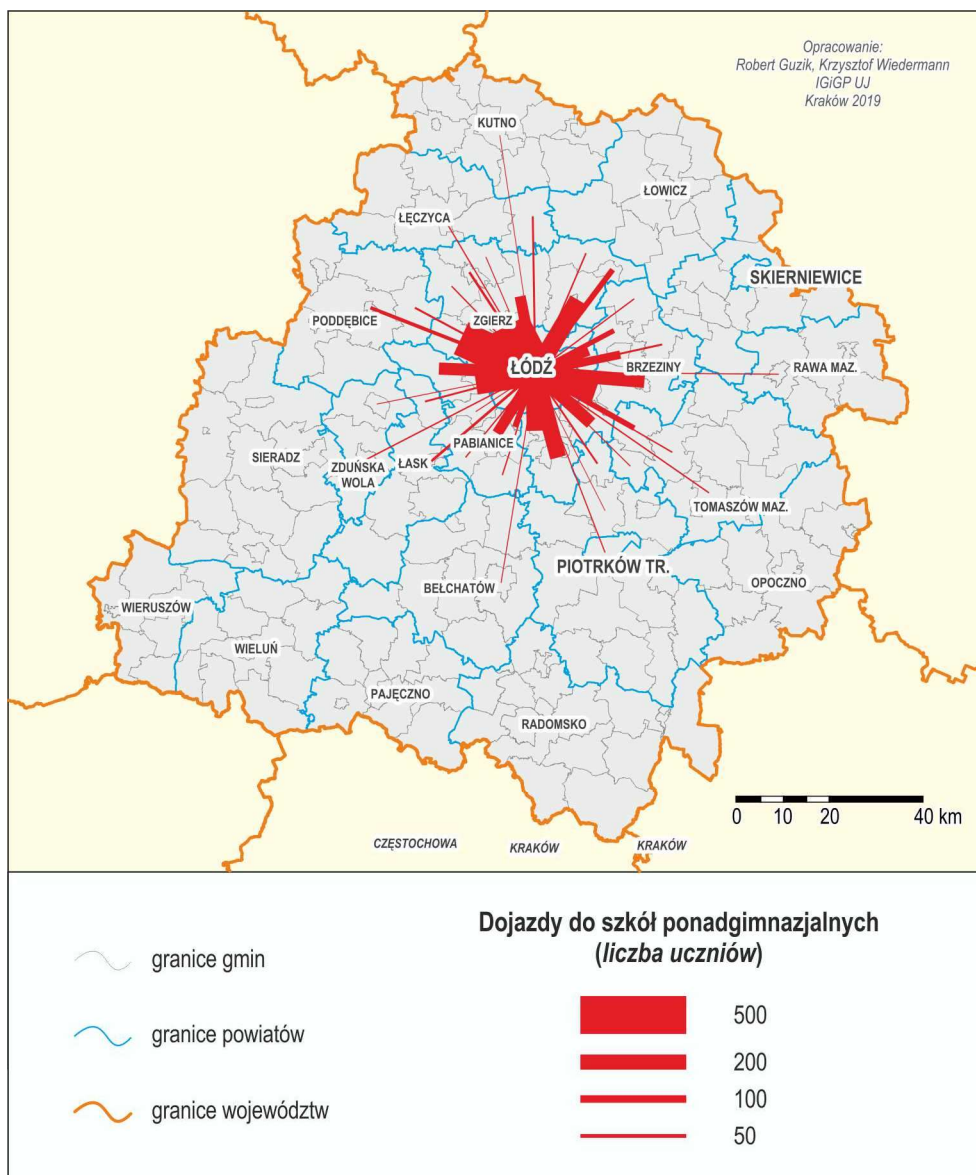 Opracowanie:
Robert Guzik, Krzysztof Wiedermann
IGiGP UJ
Kraków 2019
KUTNO
ŁOWICZ
ŁĘCZYCA
SKIERNIEWICE
PODDĘBICE
ZGIERZ
ŁÓDŹ
BRZEZINY
RAWA MAZ.
PABIANICE
SIERADZ
ZDUŃSKA
WOLA
ŁASK
TOMASZÓW MAZ.
PIOTRKÓW TR.
BEŁCHATÓW
OPOCZNO
WIERUSZÓW
WIELUŃ
PAJĘCZNO
RADOMSKO
0 10 20 40 km
CZĘSTOCHOWA
KRAKÓW
KRAKÓW
granice gmin
granice powiatów
granice województw
Dojazdy do szkół ponadgimnazjalnych
(liczba uczniów)
500
200
100
50